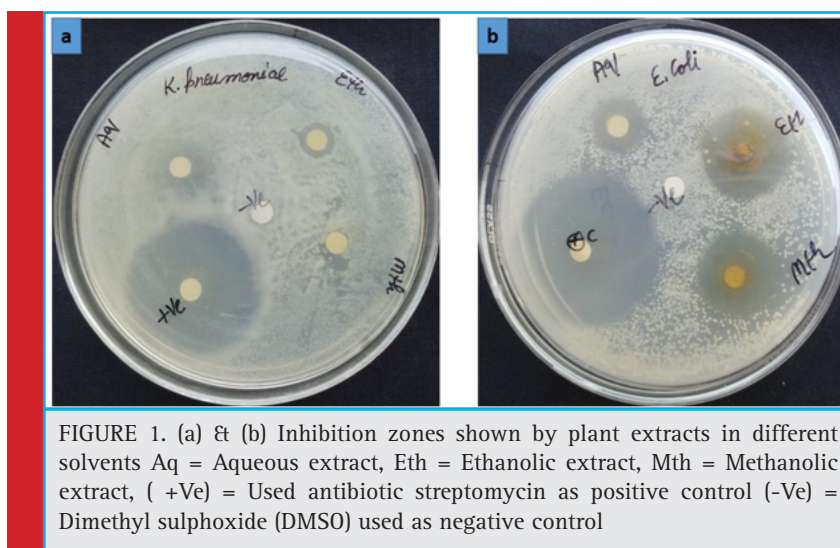 a
K. pneumoniae
Eth
Aq
-Ve
+Ve
Mth
b
Aq
E. Coli
Eth
-Ve
+ C
Mth
FIGURE 1. (a) & (b) Inhibition zones shown by plant extracts in different
solvents Aq = Aqueous extract, Eth = Ethanolic extract, Mth = Methanolic
extract, ( +Ve) = Used antibiotic streptomycin as positive control (-Ve) =
Dimethyl sulphoxide (DMSO) used as negative control